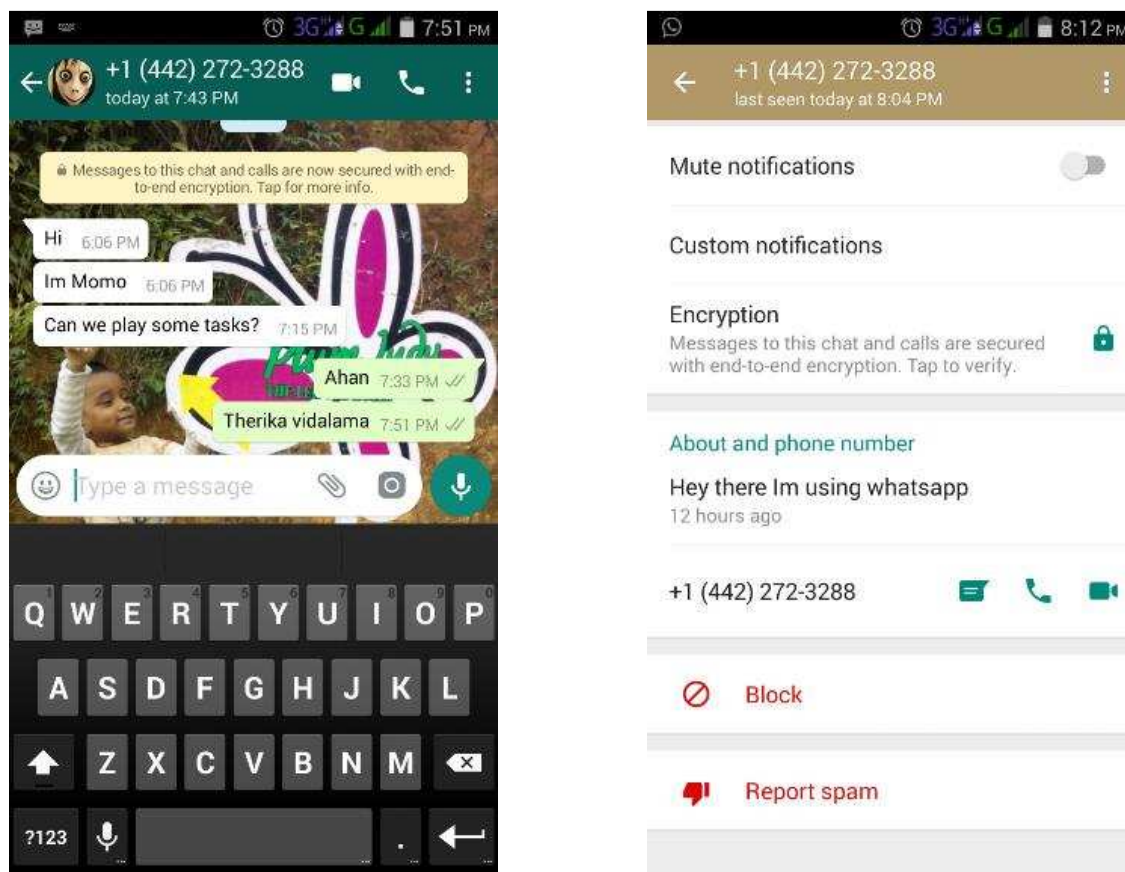 3G G 7:51 PM
+1 (442) 272-3288
today at 7:43 PM
Messages to this chat and calls are now secured with end-
to-end encryption. Tap for more info.
Hi 6:06 PM
Im Momo 6:06 PM
Can we play some tasks? 7:15 PM
Ahan 7:33 PM
Therika vidalama 7:51 PM
Type a message
Q W E R T Y U I O P
A S D F G H J K L
Z X C V B N M
?123 .
3G G 8:12 PM
+1 (442) 272-3288
last seen today at 8:04 PM
Mute notifications
Custom notifications
Encryption
Messages to this chat and calls are secured
with end-to-end encryption. Tap to verify.
About and phone number
Hey there Im using whatsapp
12 hours ago
+1 (442) 272-3288
Block
Report spam